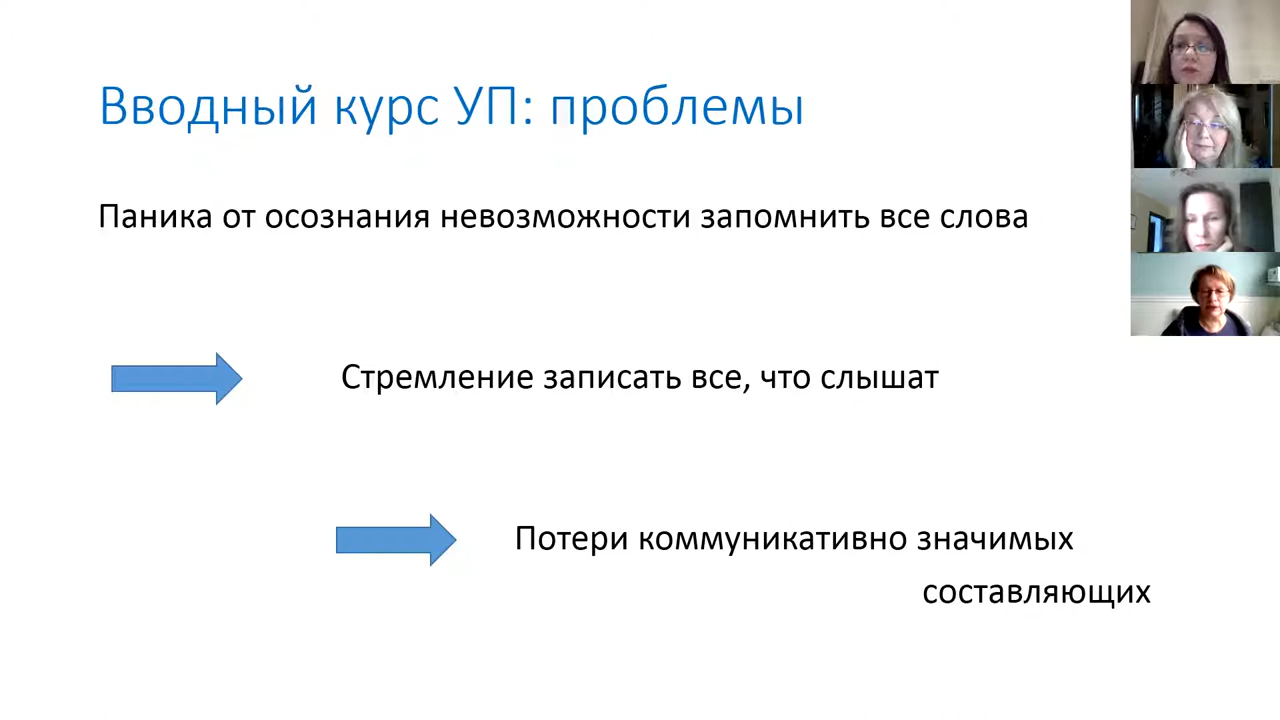 Вводный курс УП: проблемы
Паника от осознания невозможности запомнить все слова
Стремление записать все, что слышат
Потери коммуникативно значимых
составляющих